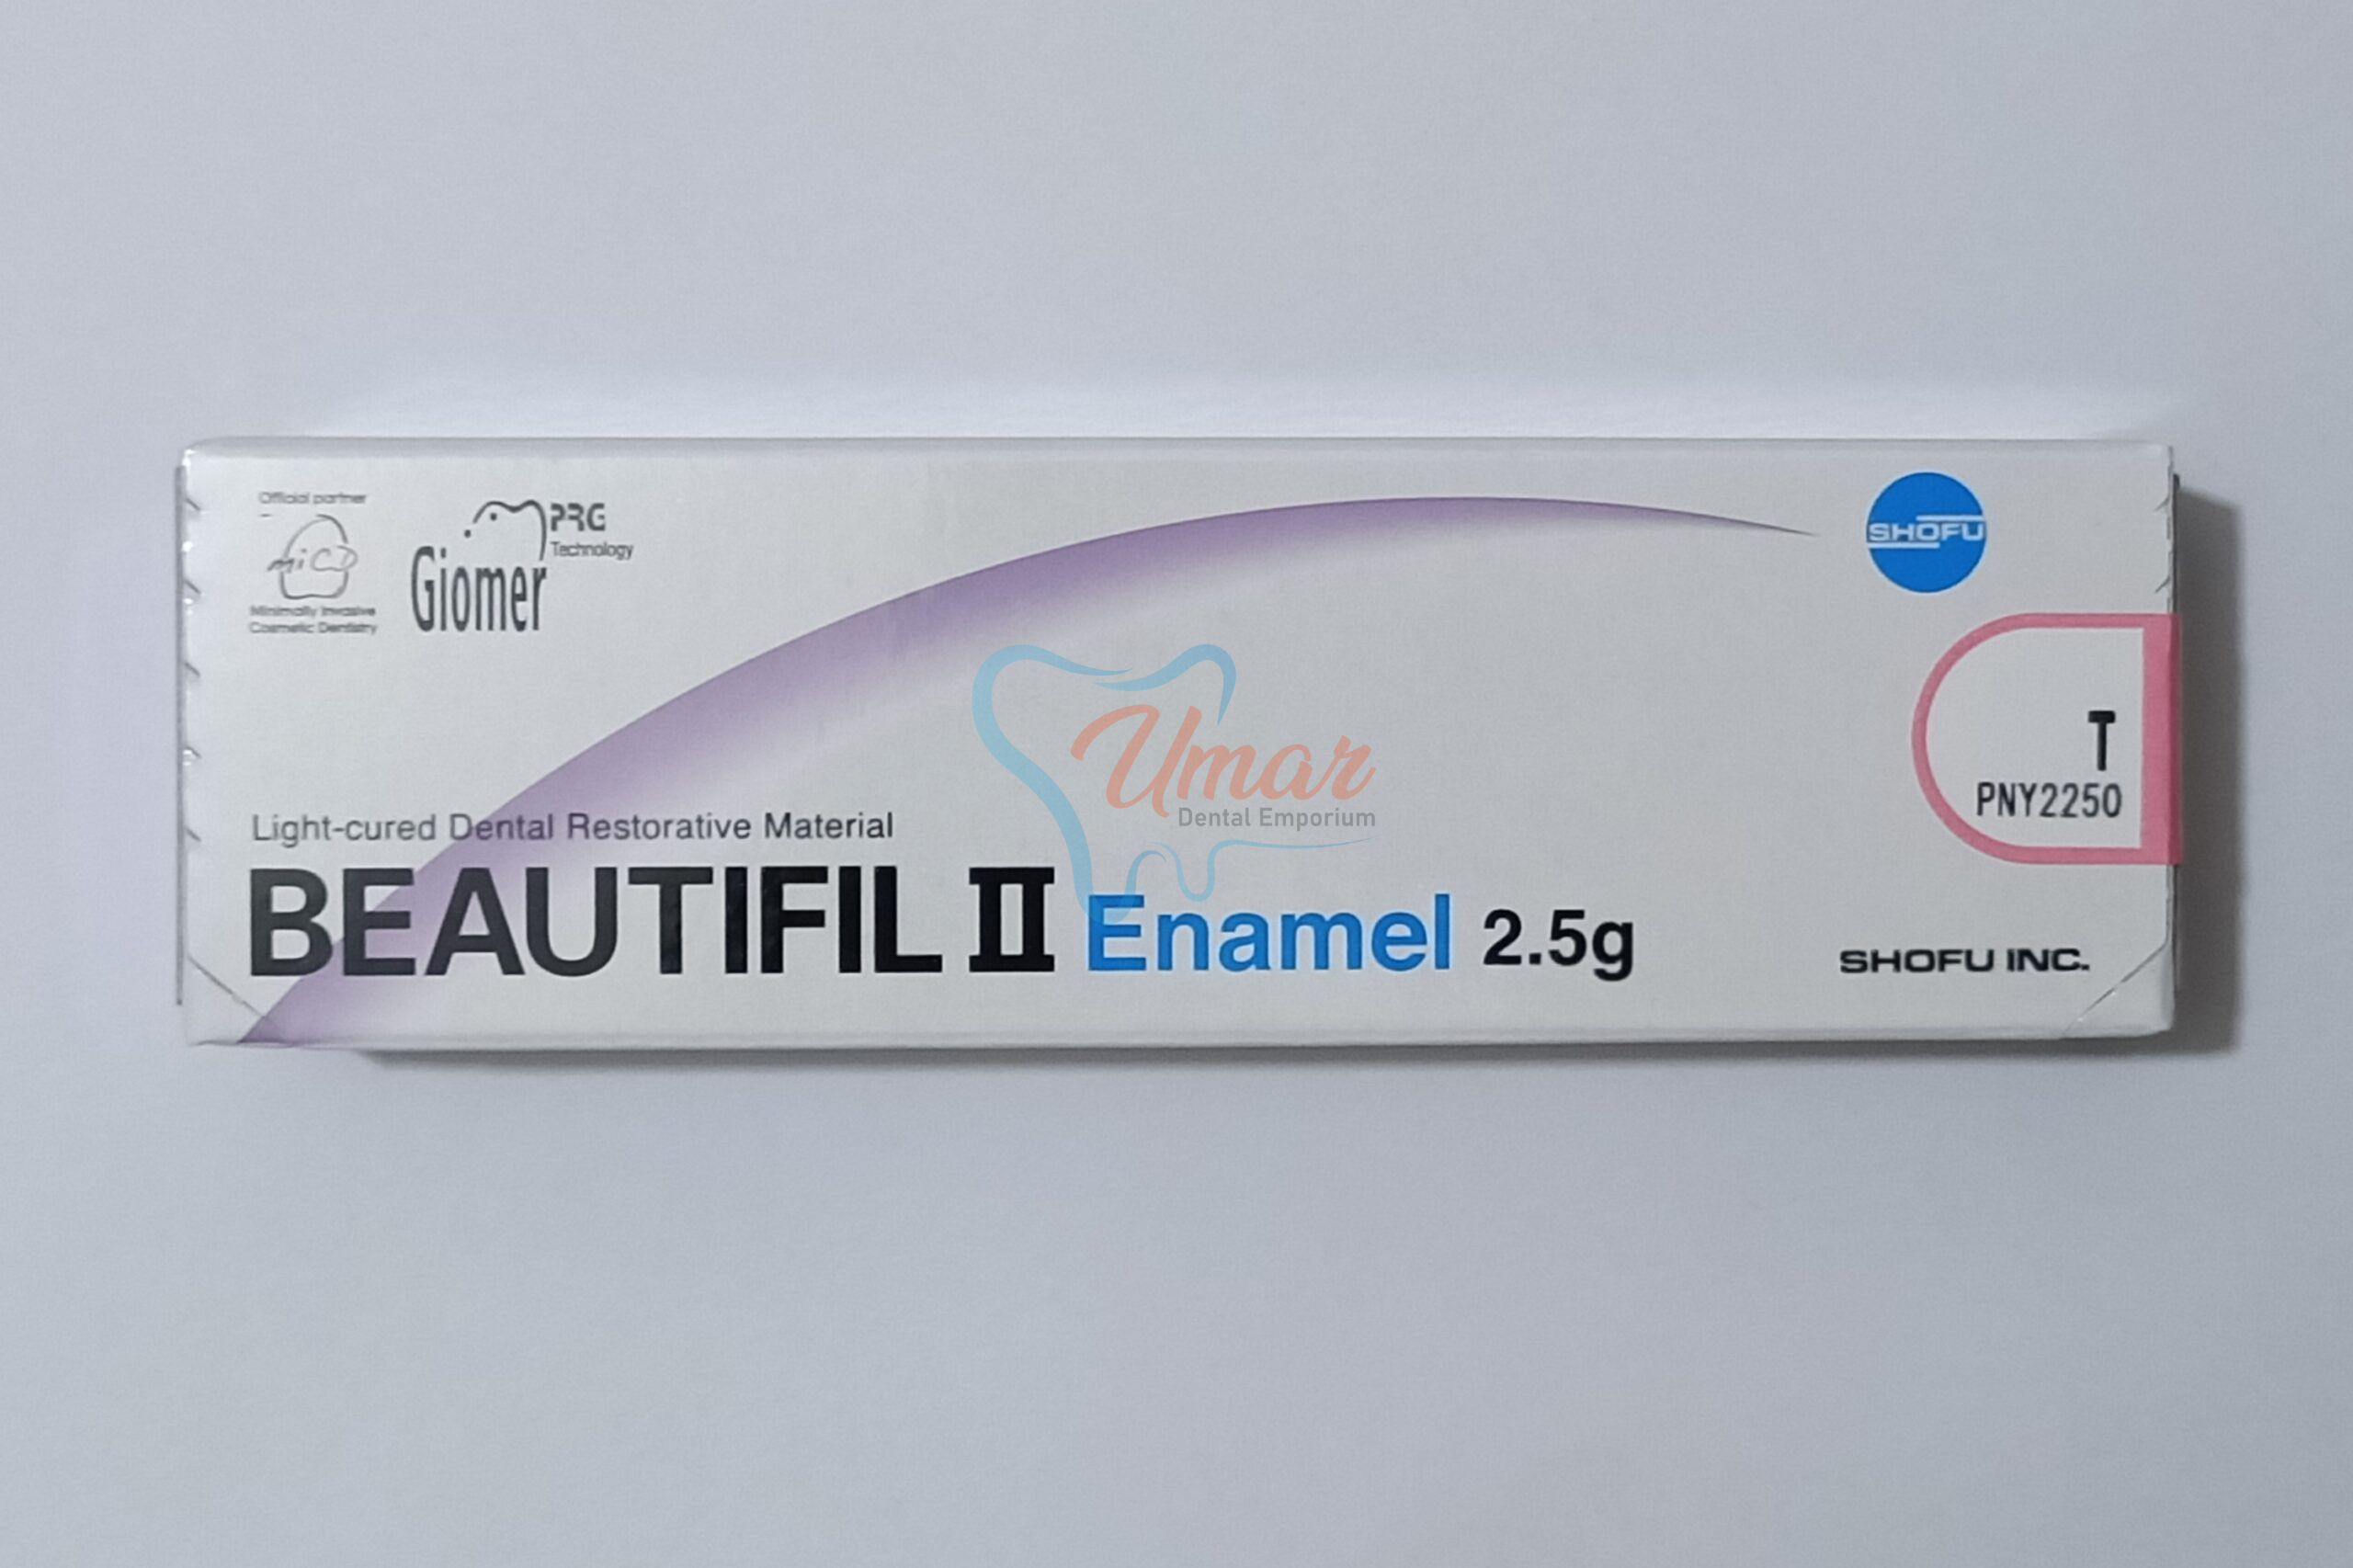 Official partner
MiCD
Minimally Invasive
Cosmetic Dentistry
Giomer
PRG
Technology
SHOFU
Umar
Dental Emporium
T
PNY2250
Light-cured Dental Restorative Material
BEAUTIFIL II Enamel 2.5g
SHOFU INC.